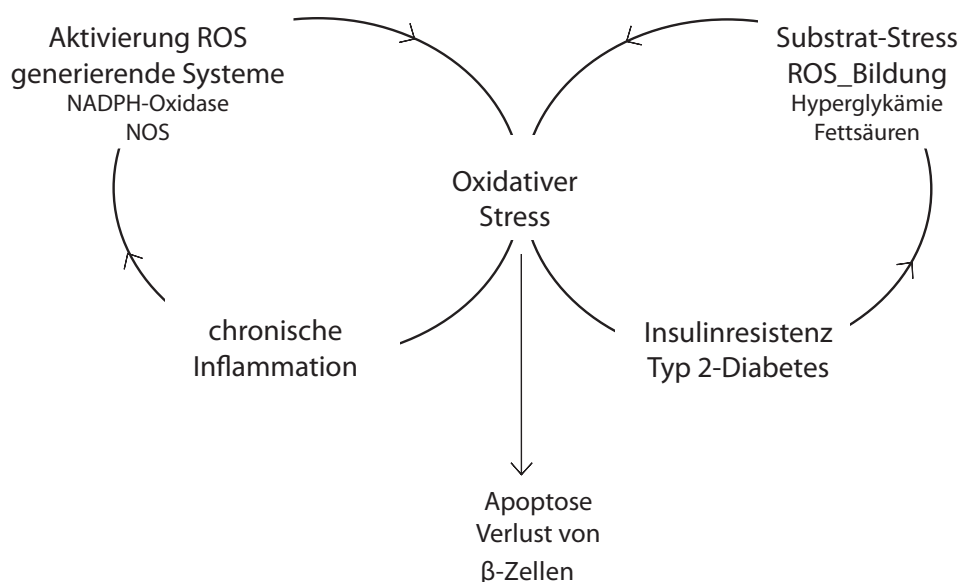 Aktivierung ROS
generierende Systeme
NADPH-Oxidase
NOS
Substrat-Stress
ROS_Bildung
Hyperglykämie
Fettsäuren
Oxidativer
Stress
chronische
Inflammation
Insulinresistenz
Typ 2-Diabetes
Apoptose
Verlust von
β-Zellen